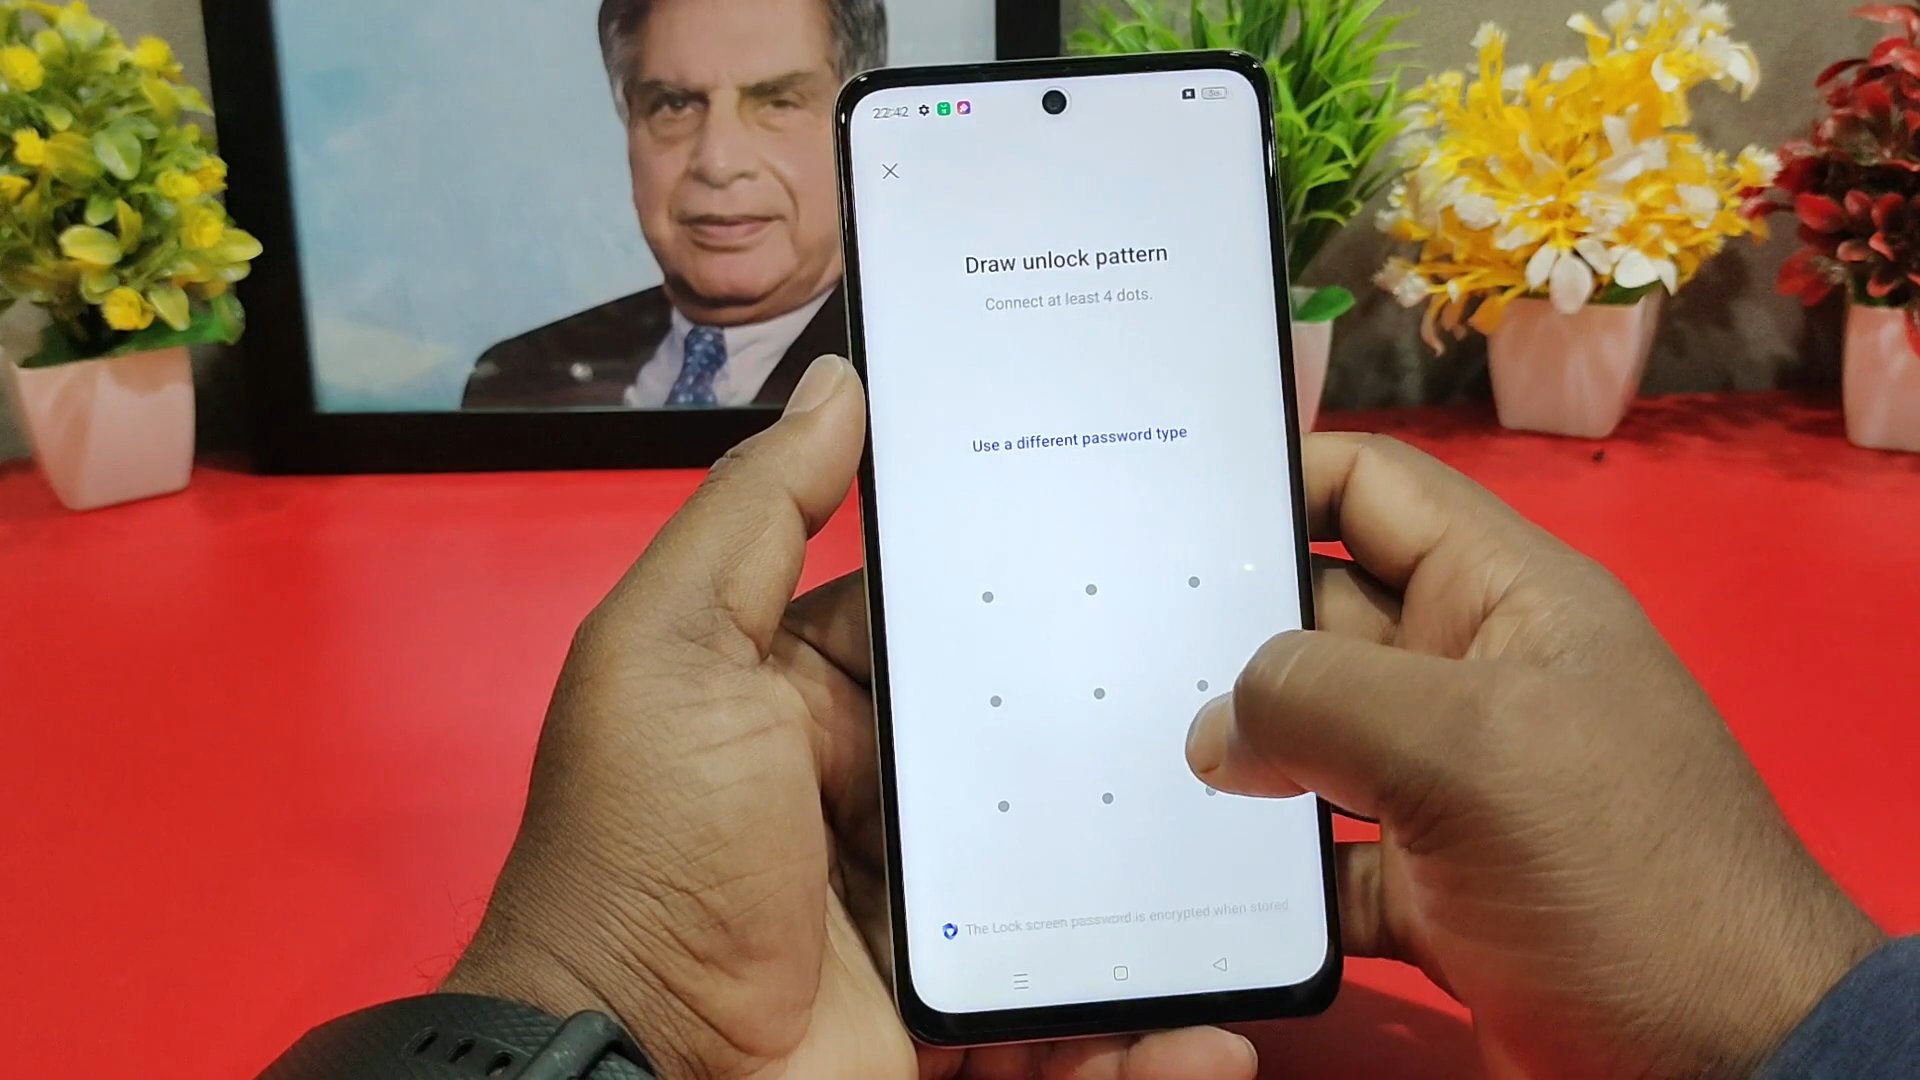 22:42
Draw unlock pattern
Connect at least 4 dots.
Use a different password type
The Lock screen password is encrypted when stored